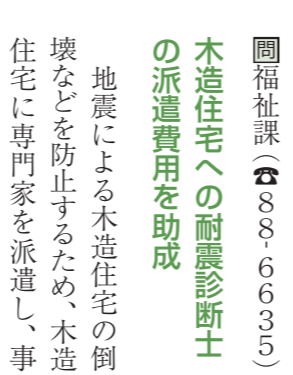 問福祉課(☎88-6635)
木造住宅への耐震診断士
の派遣費用を助成
地震による木造住宅の倒
壊などを防止するため、木造
住宅に専門家を派遣し、事